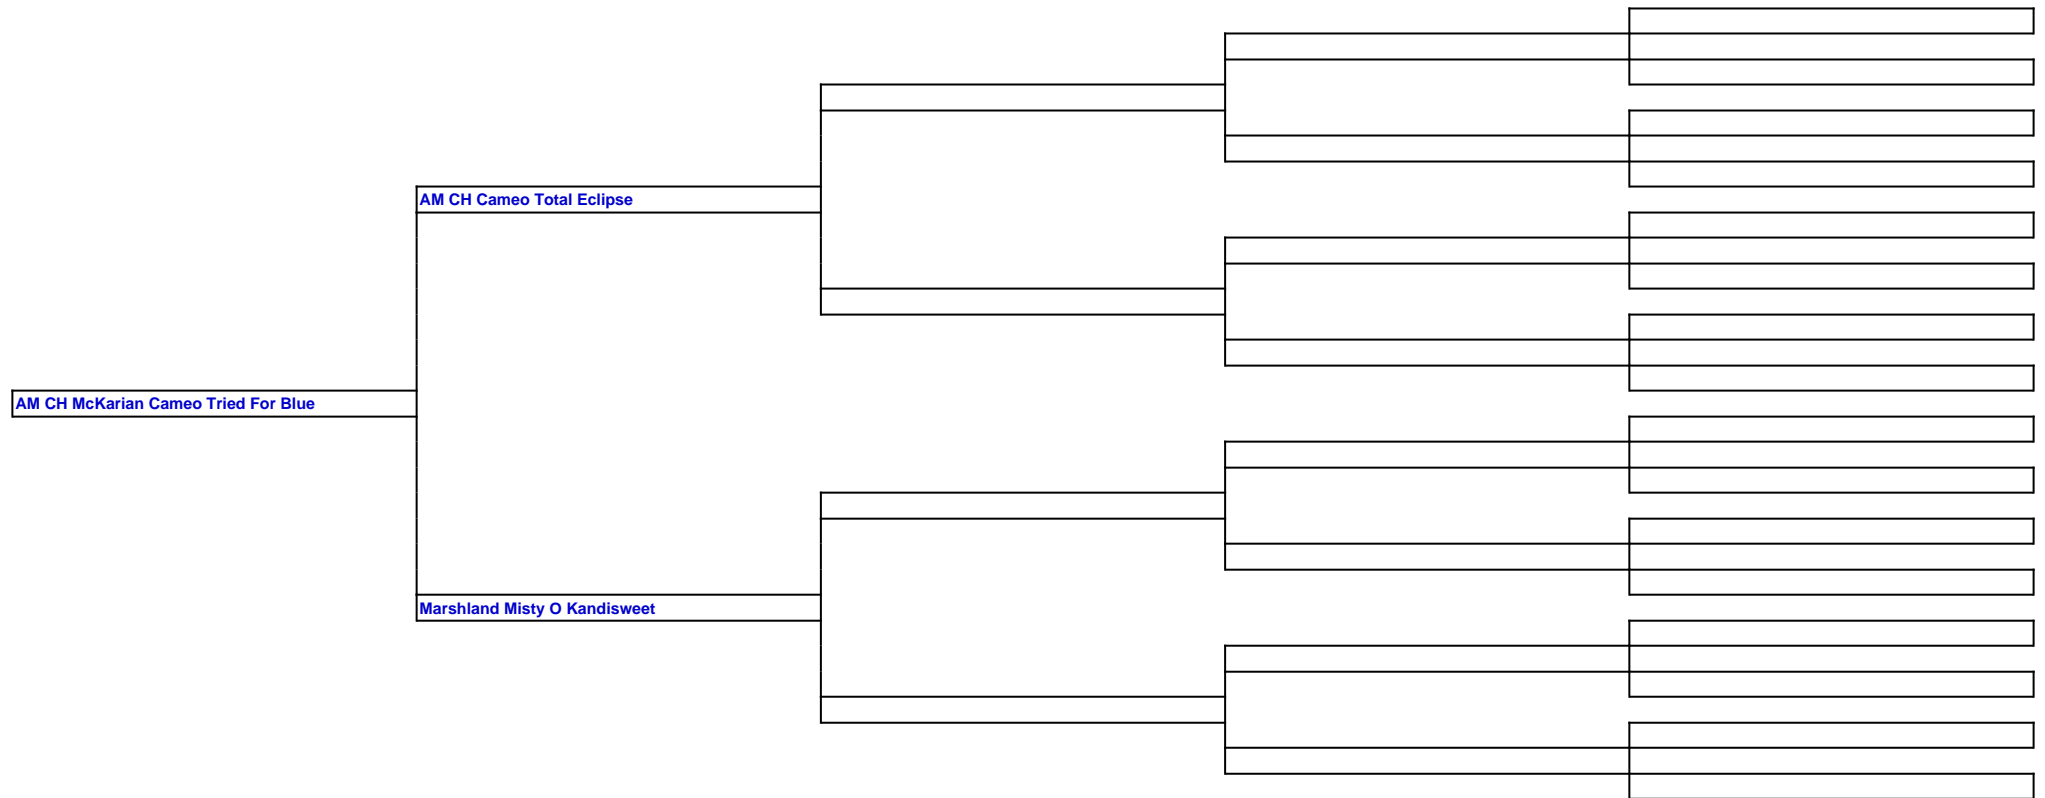 AM CH Cameo Total Eclipse
AM CH McKarian Cameo Tried For Blue
Marshland Misty O Kandisweet